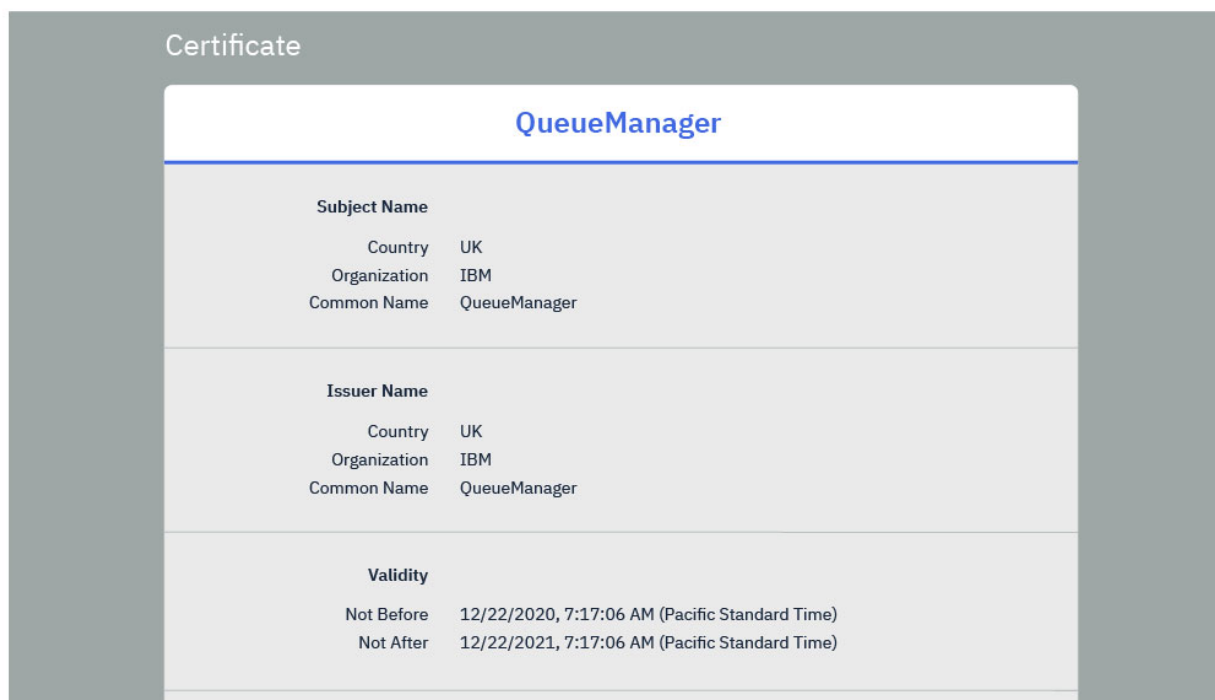 Certificate
QueueManager
Subject Name
Country UK
Organization IBM
Common Name QueueManager
Issuer Name
Country UK
Organization IBM
Common Name QueueManager
Validity
Not Before 12/22/2020, 7:17:06 AM (Pacific Standard Time)
Not After 12/22/2021, 7:17:06 AM (Pacific Standard Time)